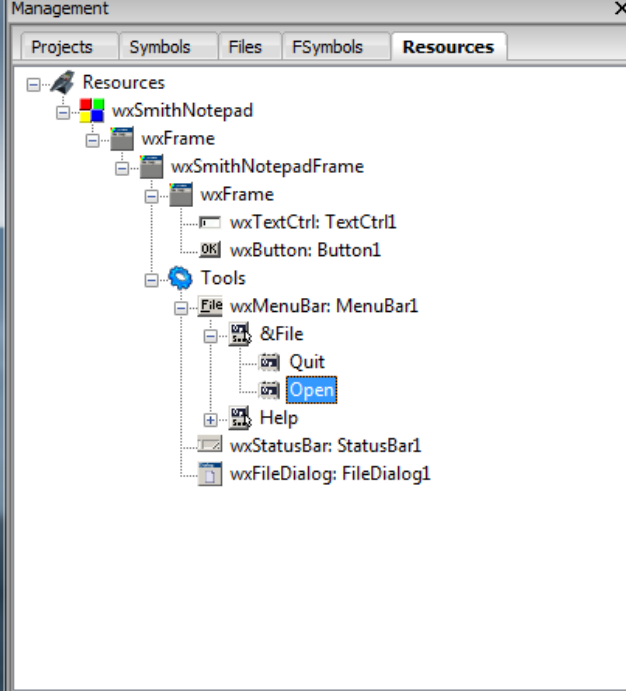 Management
Projects Symbols Files FSymbols Resources
Resources
wxSmithNotepad
wxFrame
wxSmithNotepadFrame
wxFrame
wxTextCtrl: TextCtrl1
OK wxButton: Button1
Tools
File wxMenuBar: MenuBar1
&File
Quit
Open
Help
wxStatusBar: StatusBar1
wxFileDialog: FileDialog1